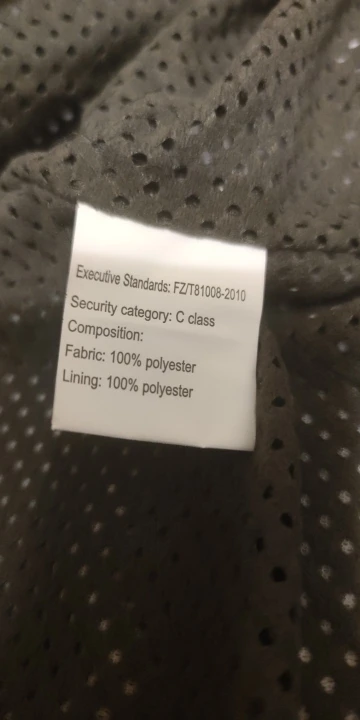 Executive Standards: FZ/T81008-2010
Security category: C class
Composition:
Fabric: 100% polyester
Lining: 100% polyester